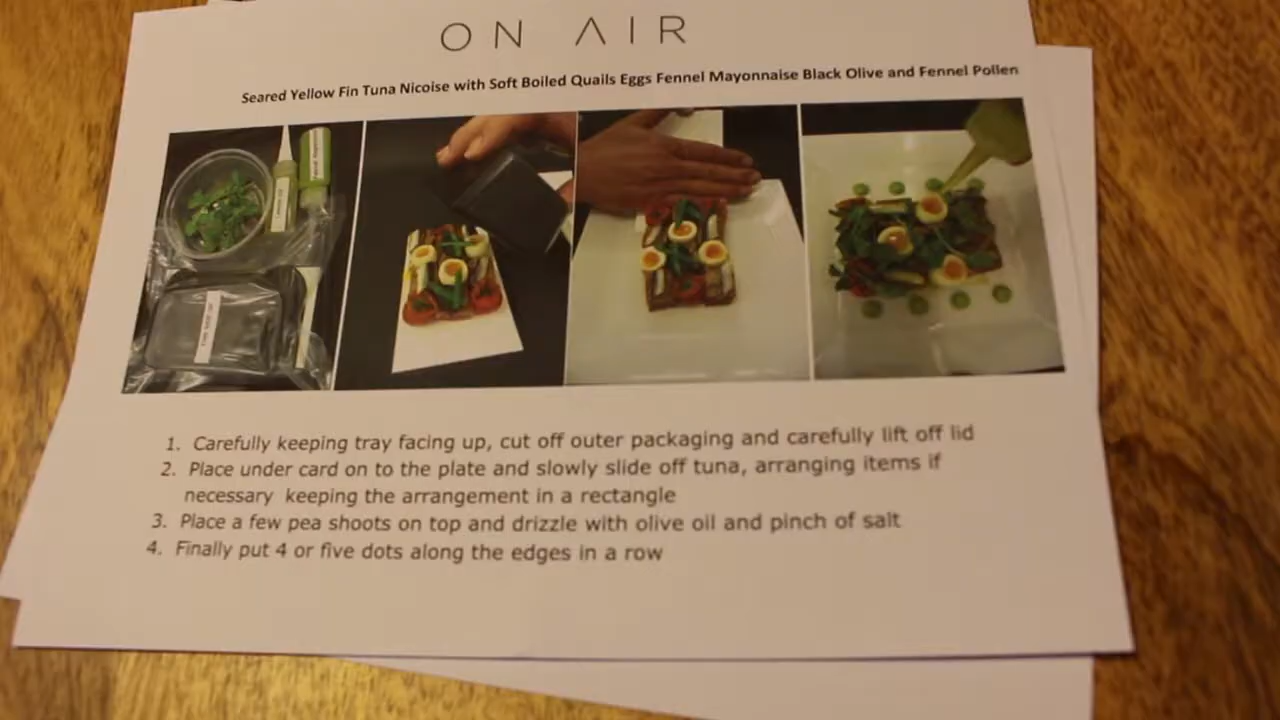 ON AIR
Seared Yellow Fin Tuna Nicoise with Soft Boiled Quails Eggs Fennel Mayonnaise Black Olive and Fennel Pollen
1. Carefully keeping tray facing up, cut off outer packaging and carefully lift off lid
2. Place under card on to the plate and slowly slide off tuna, arranging items if
necessary keeping the arrangement in a rectangle
3. Place a few pea shoots on top and drizzle with olive oil and pinch of salt
4. Finally put 4 or five dots along the edges in a row